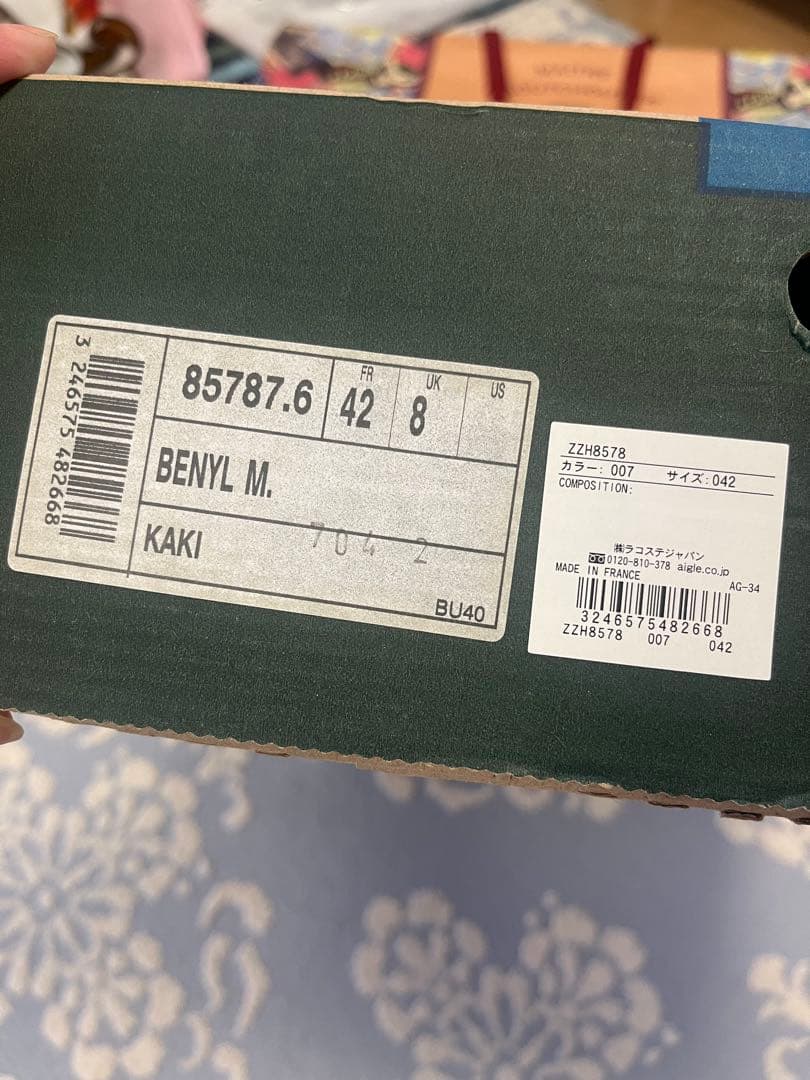 3 246575 482668
85787.6
FR
42
UK
8
US
BENYL M.
KAKI
704 2
BU40
ZZH8578
カラー: 007 サイズ:042
COMPOSITION:
㈱ラコステジャパン
0120-810-378 aigle.co.jp
MADE IN FRANCE
AG-34
3246575482668
ZZH8578 007 042